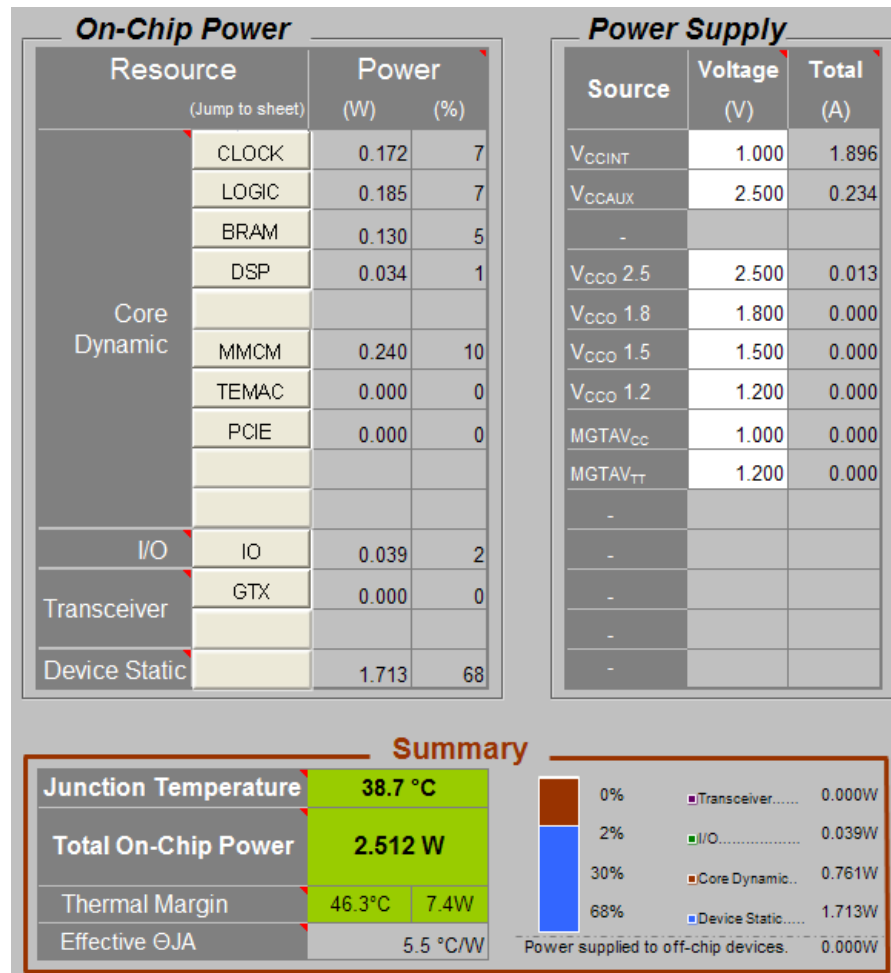 On-Chip Power
Resource Power
(Jump to sheet) (W) (%)
Core Dynamic
CLOCK 0.172 7
LOGIC 0.185 7
BRAM 0.130 5
DSP 0.034 1
MMCM 0.240 10
TEMAC 0.000 0
PCIE 0.000 0
I/O IO 0.039 2
Transceiver GTX 0.000 0
Device Static 1.713 68
Power Supply
Source Voltage Total
(V) (A)
VCCINT 1.000 1.896
VCCAUX 2.500 0.234
-
VCCO 2.5 2.500 0.013
VCCO 1.8 1.800 0.000
VCCO 1.5 1.500 0.000
VCCO 1.2 1.200 0.000
MGTAVCC 1.000 0.000
MGTAVTT 1.200 0.000
-
-
-
-
-
Summary
Junction Temperature 38.7 °C
Total On-Chip Power 2.512 W
Thermal Margin 46.3°C 7.4W
Effective ΘJA 5.5 °C/W
0% Transceiver...... 0.000W
2% I/O................. 0.039W
30% Core Dynamic.. 0.761W
68% Device Static..... 1.713W
Power supplied to off-chip devices. 0.000W